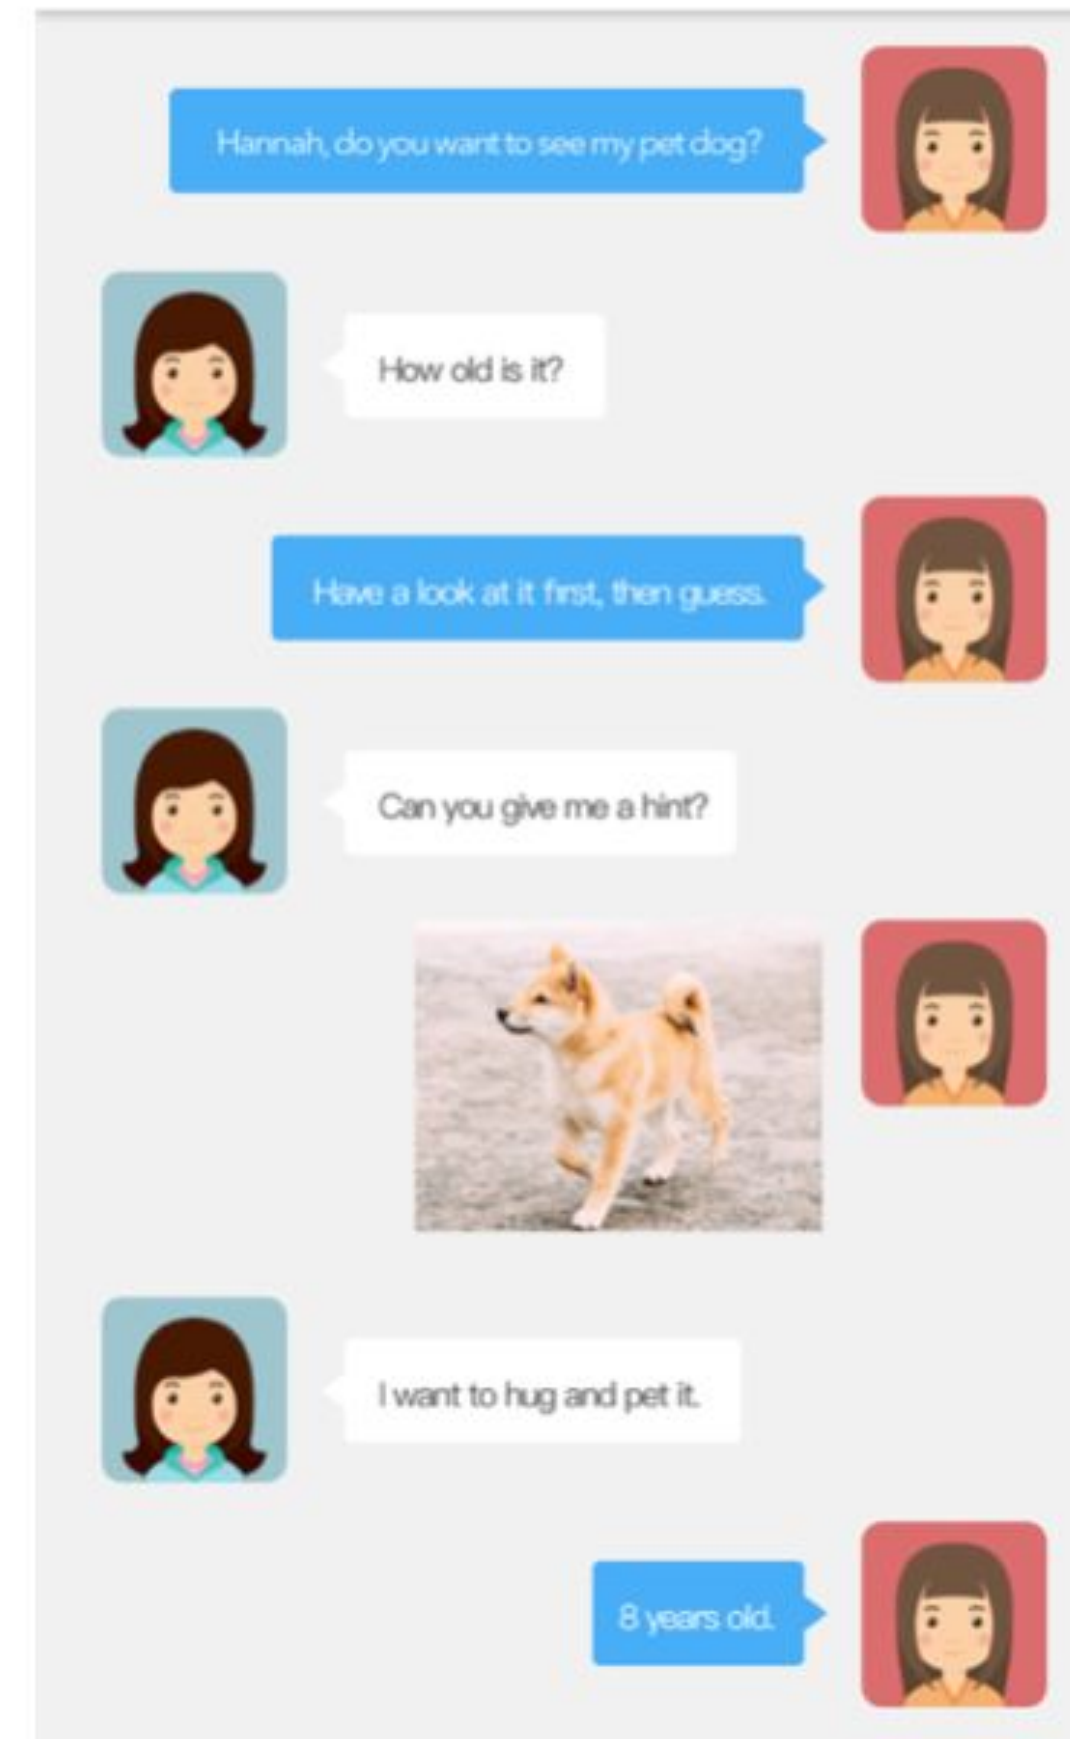 Hannah, do you want to see my pet dog?
How old is it?
Have a look at it first, then guess.
Can you give me a hint?
I want to hug and pet it.
8 years old.